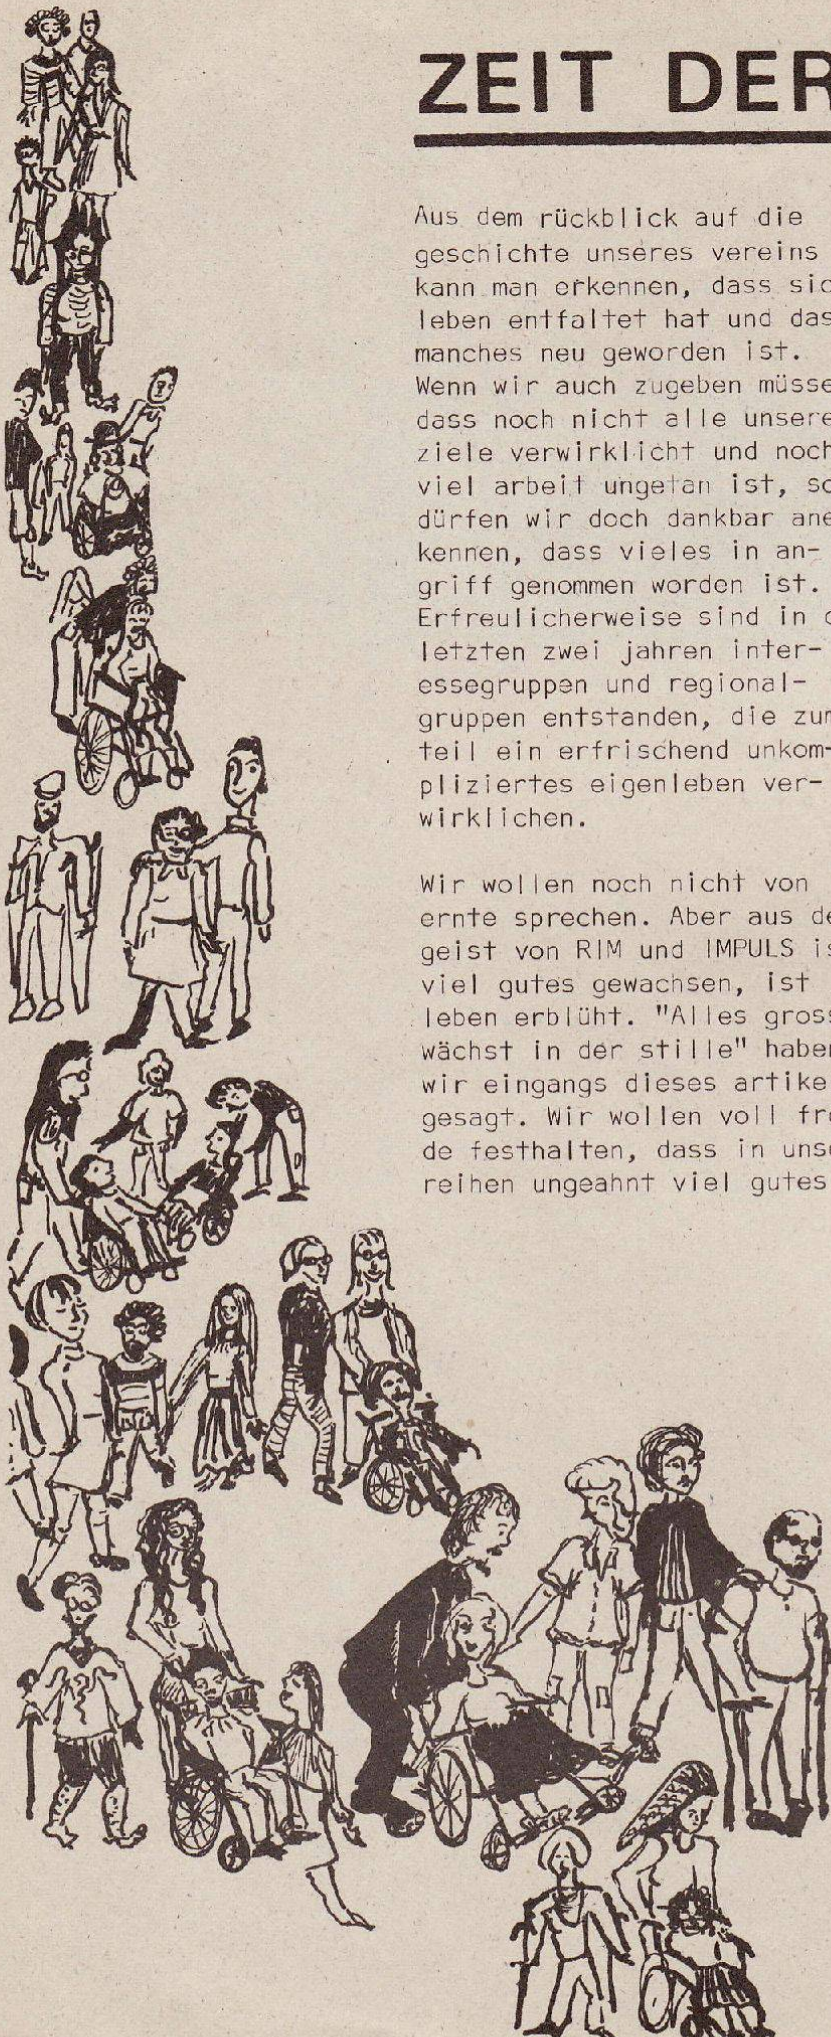 ZEIT DER
Aus dem rückblick auf die
geschichte unseres vereins
kann man erkennen, dass sic
leben entfaltet hat und das
manches neu geworden ist.
Wenn wir auch zugeben müsse
dass noch nicht alle unsere
ziele verwirklicht und noch
viel arbeit ungetan ist, so
dürfen wir doch dankbar ane
kennen, dass vieles in an-
griff genommen worden ist.
Erfreulicherweise sind in d
letzten zwei jahren inter-
essegruppen und regional-
gruppen entstanden, die zum
teil ein erfrischend unkom-
pliziertes eigenleben ver-
wirklichen.
Wir wollen noch nicht von
ernte sprechen. Aber aus de
geist von RIM und IMPULS is
viel gutes gewachsen, ist
leben erblüht. "Alles gross
wächst in der stille" haben
wir eingangs dieses artike
gesagt. Wir wollen voll fre
de festhalten, dass in unse
reihen ungeahnt viel gutes